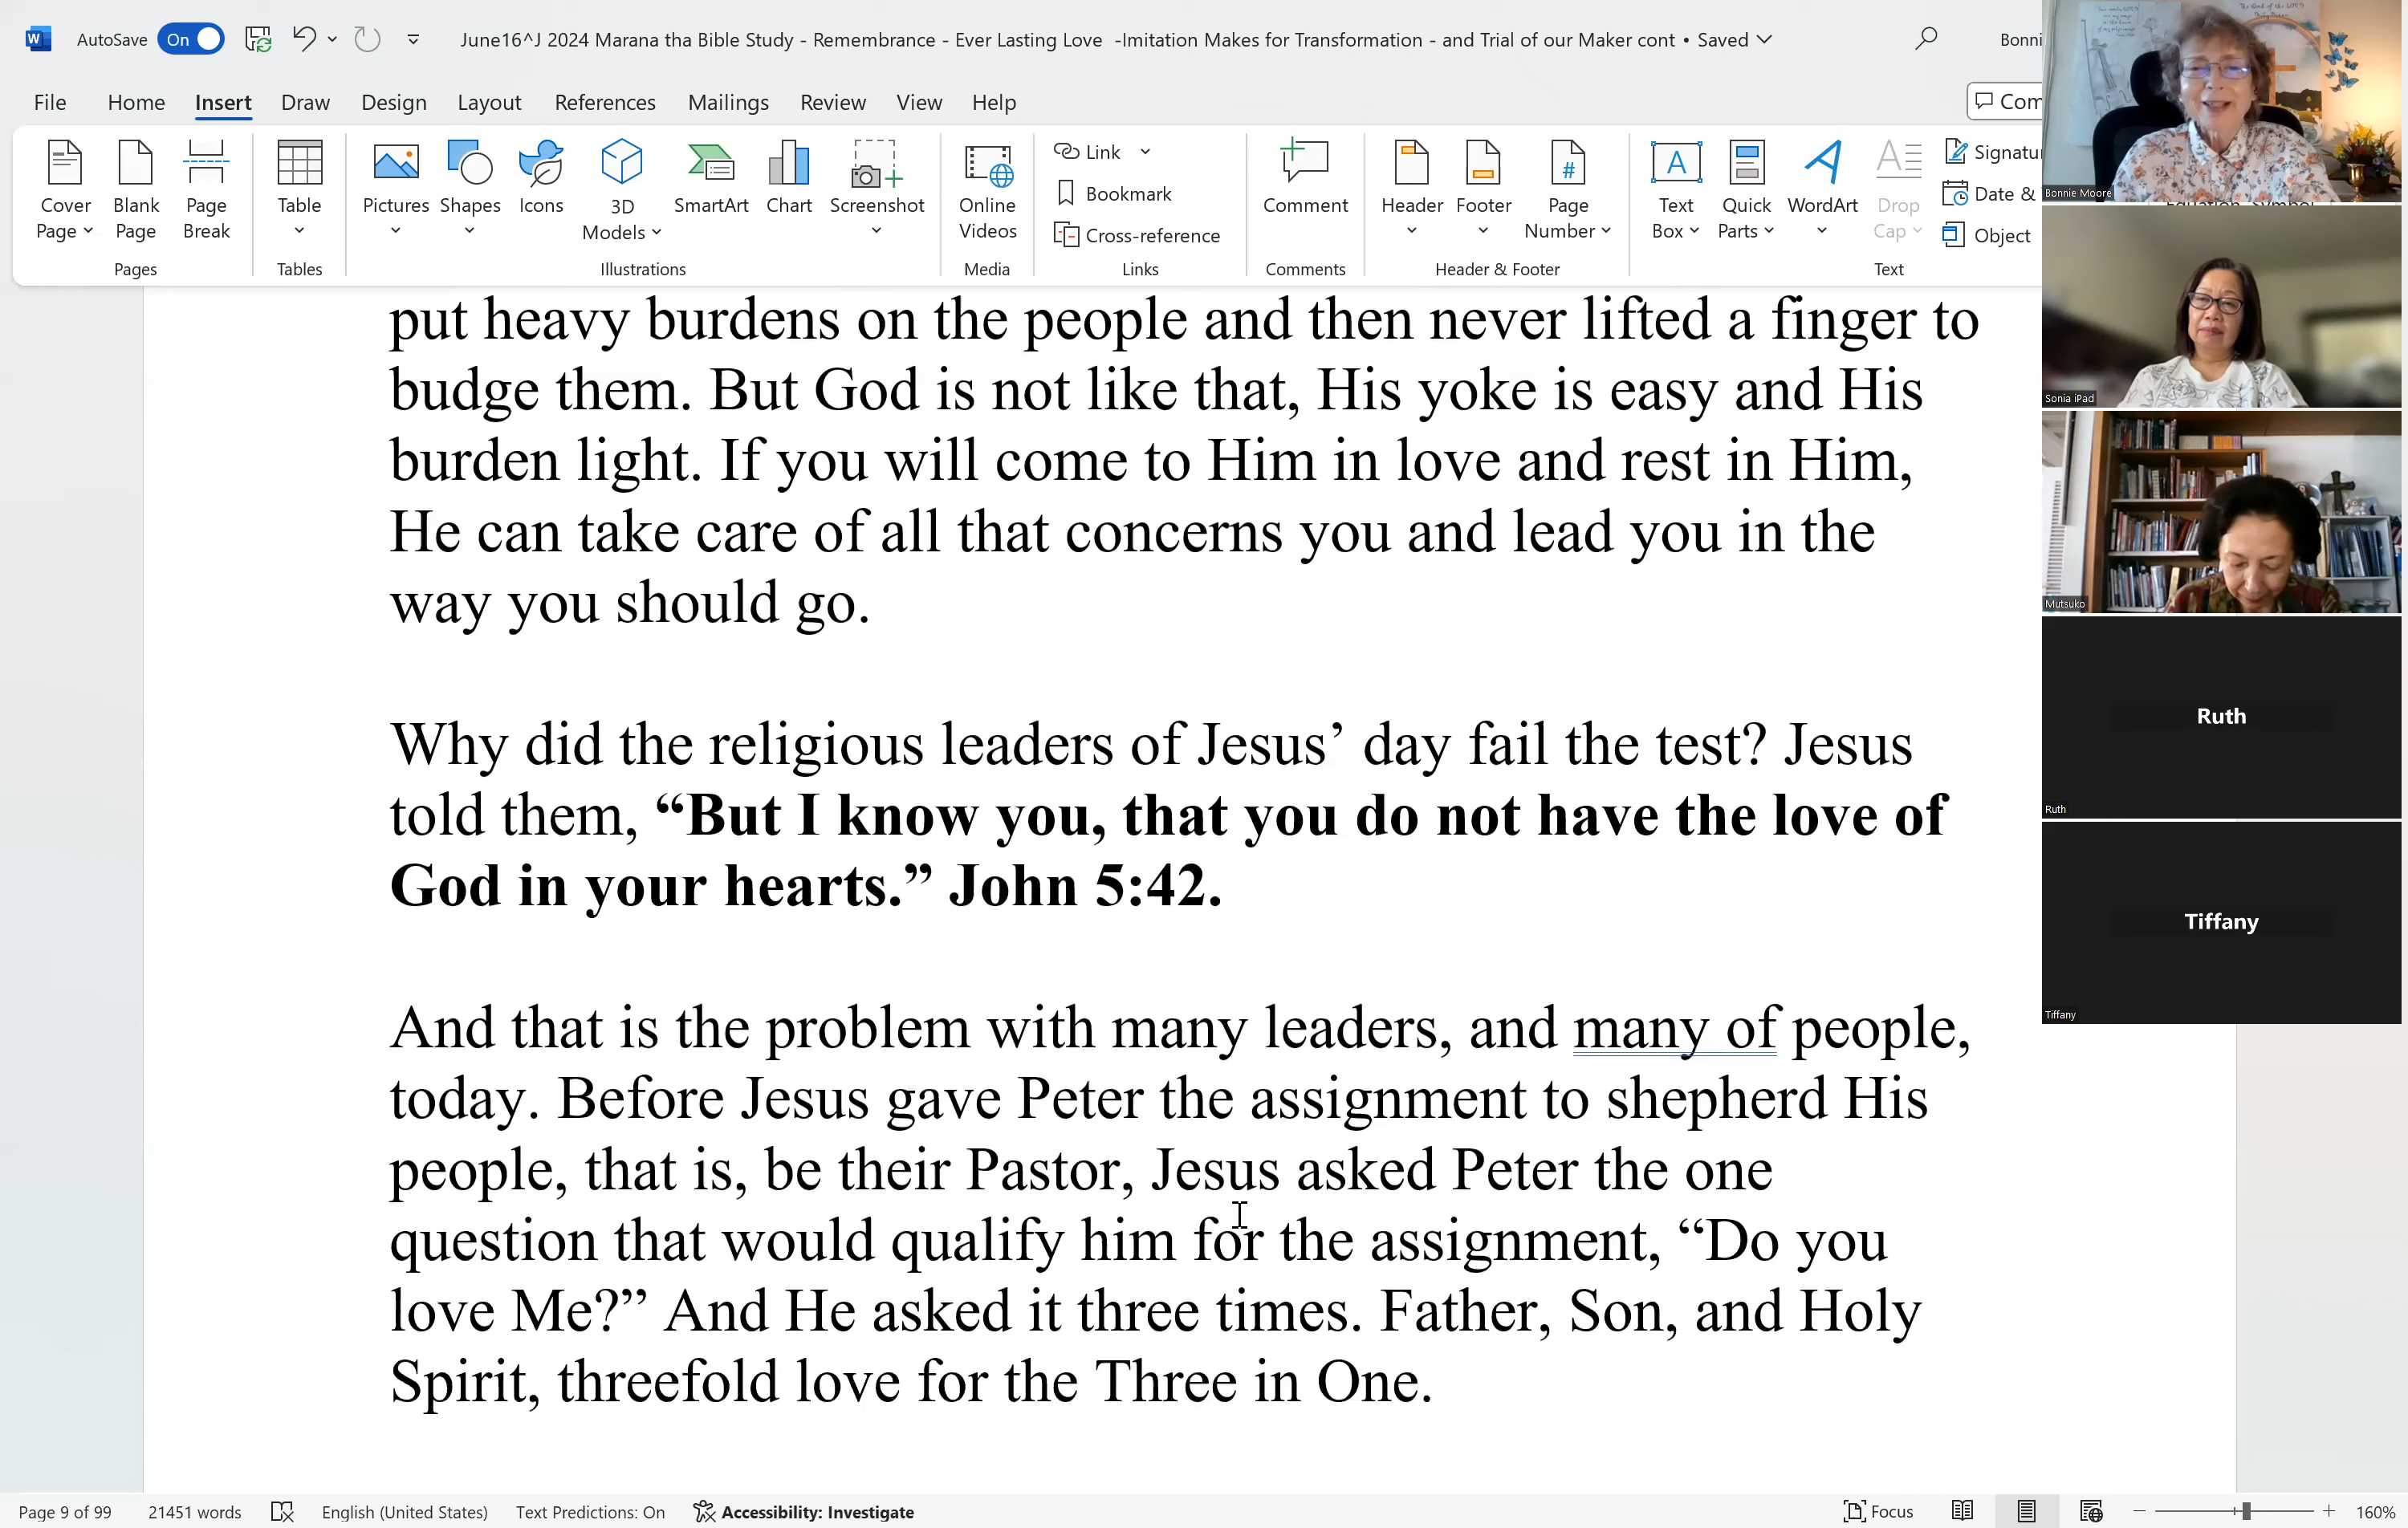 AutoSave On June16^J 2024 Marana tha Bible Study - Remembrance - Ever Lasting Love -Imitation Makes for Transformation - and Trial of our Maker cont • Saved Bonni
File Home Insert Draw Design Layout References Mailings Review View Help Com
Cover Page
Blank Page
Page Break
Table
Pictures
Shapes
Icons
3D Models
SmartArt
Chart
Screenshot
Online Videos
Link
Bookmark
Cross-reference
Comment
Header
Footer
Page Number
Text Box
Quick Parts
WordArt
Drop Cap
Signatu
Date &
Object
Pages Tables Illustrations Media Links Comments Header & Footer Text
put heavy burdens on the people and then never lifted a finger to
budge them. But God is not like that, His yoke is easy and His
burden light. If you will come to Him in love and rest in Him,
He can take care of all that concerns you and lead you in the
way you should go.
Why did the religious leaders of Jesus’ day fail the test? Jesus
told them, “But I know you, that you do not have the love of
God in your hearts.” John 5:42.
And that is the problem with many leaders, and many of people,
today. Before Jesus gave Peter the assignment to shepherd His
people, that is, be their Pastor, Jesus asked Peter the one
question that would qualify him for the assignment, “Do you
love Me?” And He asked it three times. Father, Son, and Holy
Spirit, threefold love for the Three in One.
Bonnie Moore
Sonia iPad
Mutsuko
Ruth
Ruth
Tiffany
Tiffany
Page 9 of 99 21451 words English (United States) Text Predictions: On Accessibility: Investigate Focus 160%